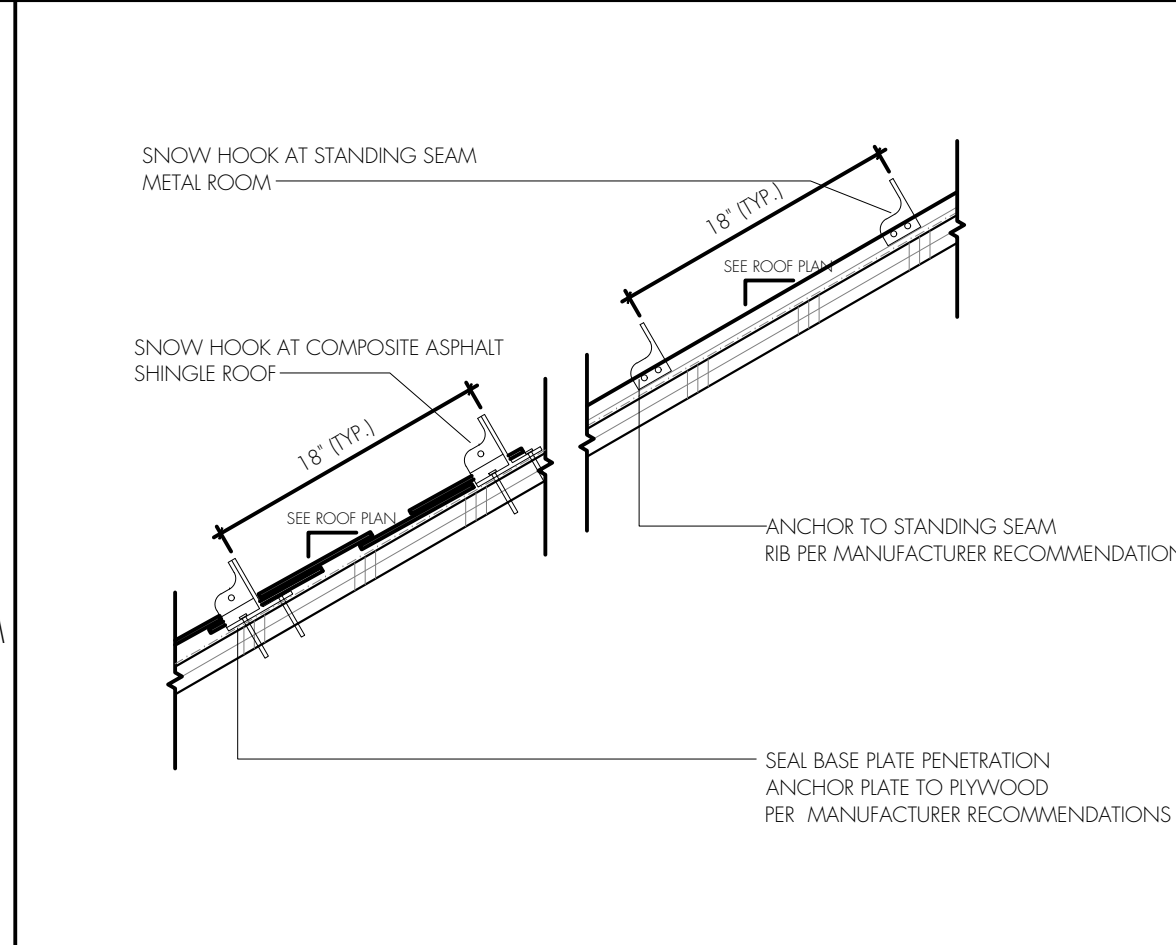 SNOW HOOK AT STANDING SEAM
METAL ROOM
18" (TYP.)
SEE ROOF PLAN
SNOW HOOK AT COMPOSITE ASPHALT
SHINGLE ROOF
18" (TYP.)
SEE ROOF PLAN
ANCHOR TO STANDING SEAM
RIB PER MANUFACTURER RECOMMENDATION
SEAL BASE PLATE PENETRATION
ANCHOR PLATE TO PLYWOOD
PER MANUFACTURER RECOMMENDATIONS